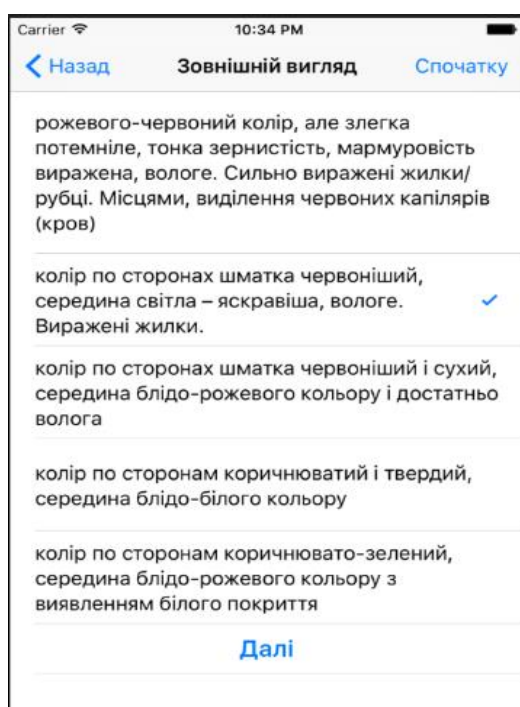 Carrier 10:34 PM
Назад Зовнішній вигляд Спочатку
рожевого-червоний колір, але злегка
потемніле, тонка зернистість, мармуровість
виражена, вологе. Сильно виражені жилки/
рубці. Місцями, виділення червоних капілярів
(кров)
колір по сторонах шматка червоніший,
середина світла – яскравіша, вологе.
Виражені жилки.
колір по сторонах шматка червоніший і сухий,
середина блідо-рожевого кольору і достатньо
волога
колір по сторонам коричнюватий і твердий,
середина блідо-білого кольору
колір по сторонам коричнювато-зелений,
середина блідо-рожевого кольору з
виявленням білого покриття
Далі